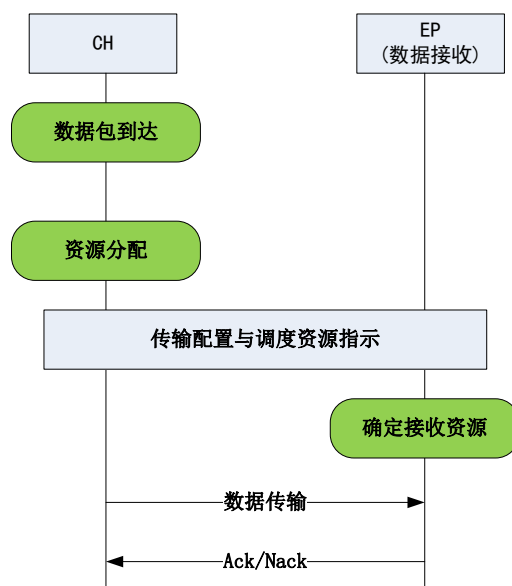 CH
EP
(数据接收)
数据包到达
资源分配
传输配置与调度资源指示
确定接收资源
数据传输
Ack/Nack